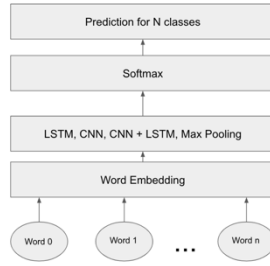 Prediction for N classes
Softmax
LSTM, CNN, CNN + LSTM, Max Pooling
Word Embedding
Word 0 Word 1 ... Word n